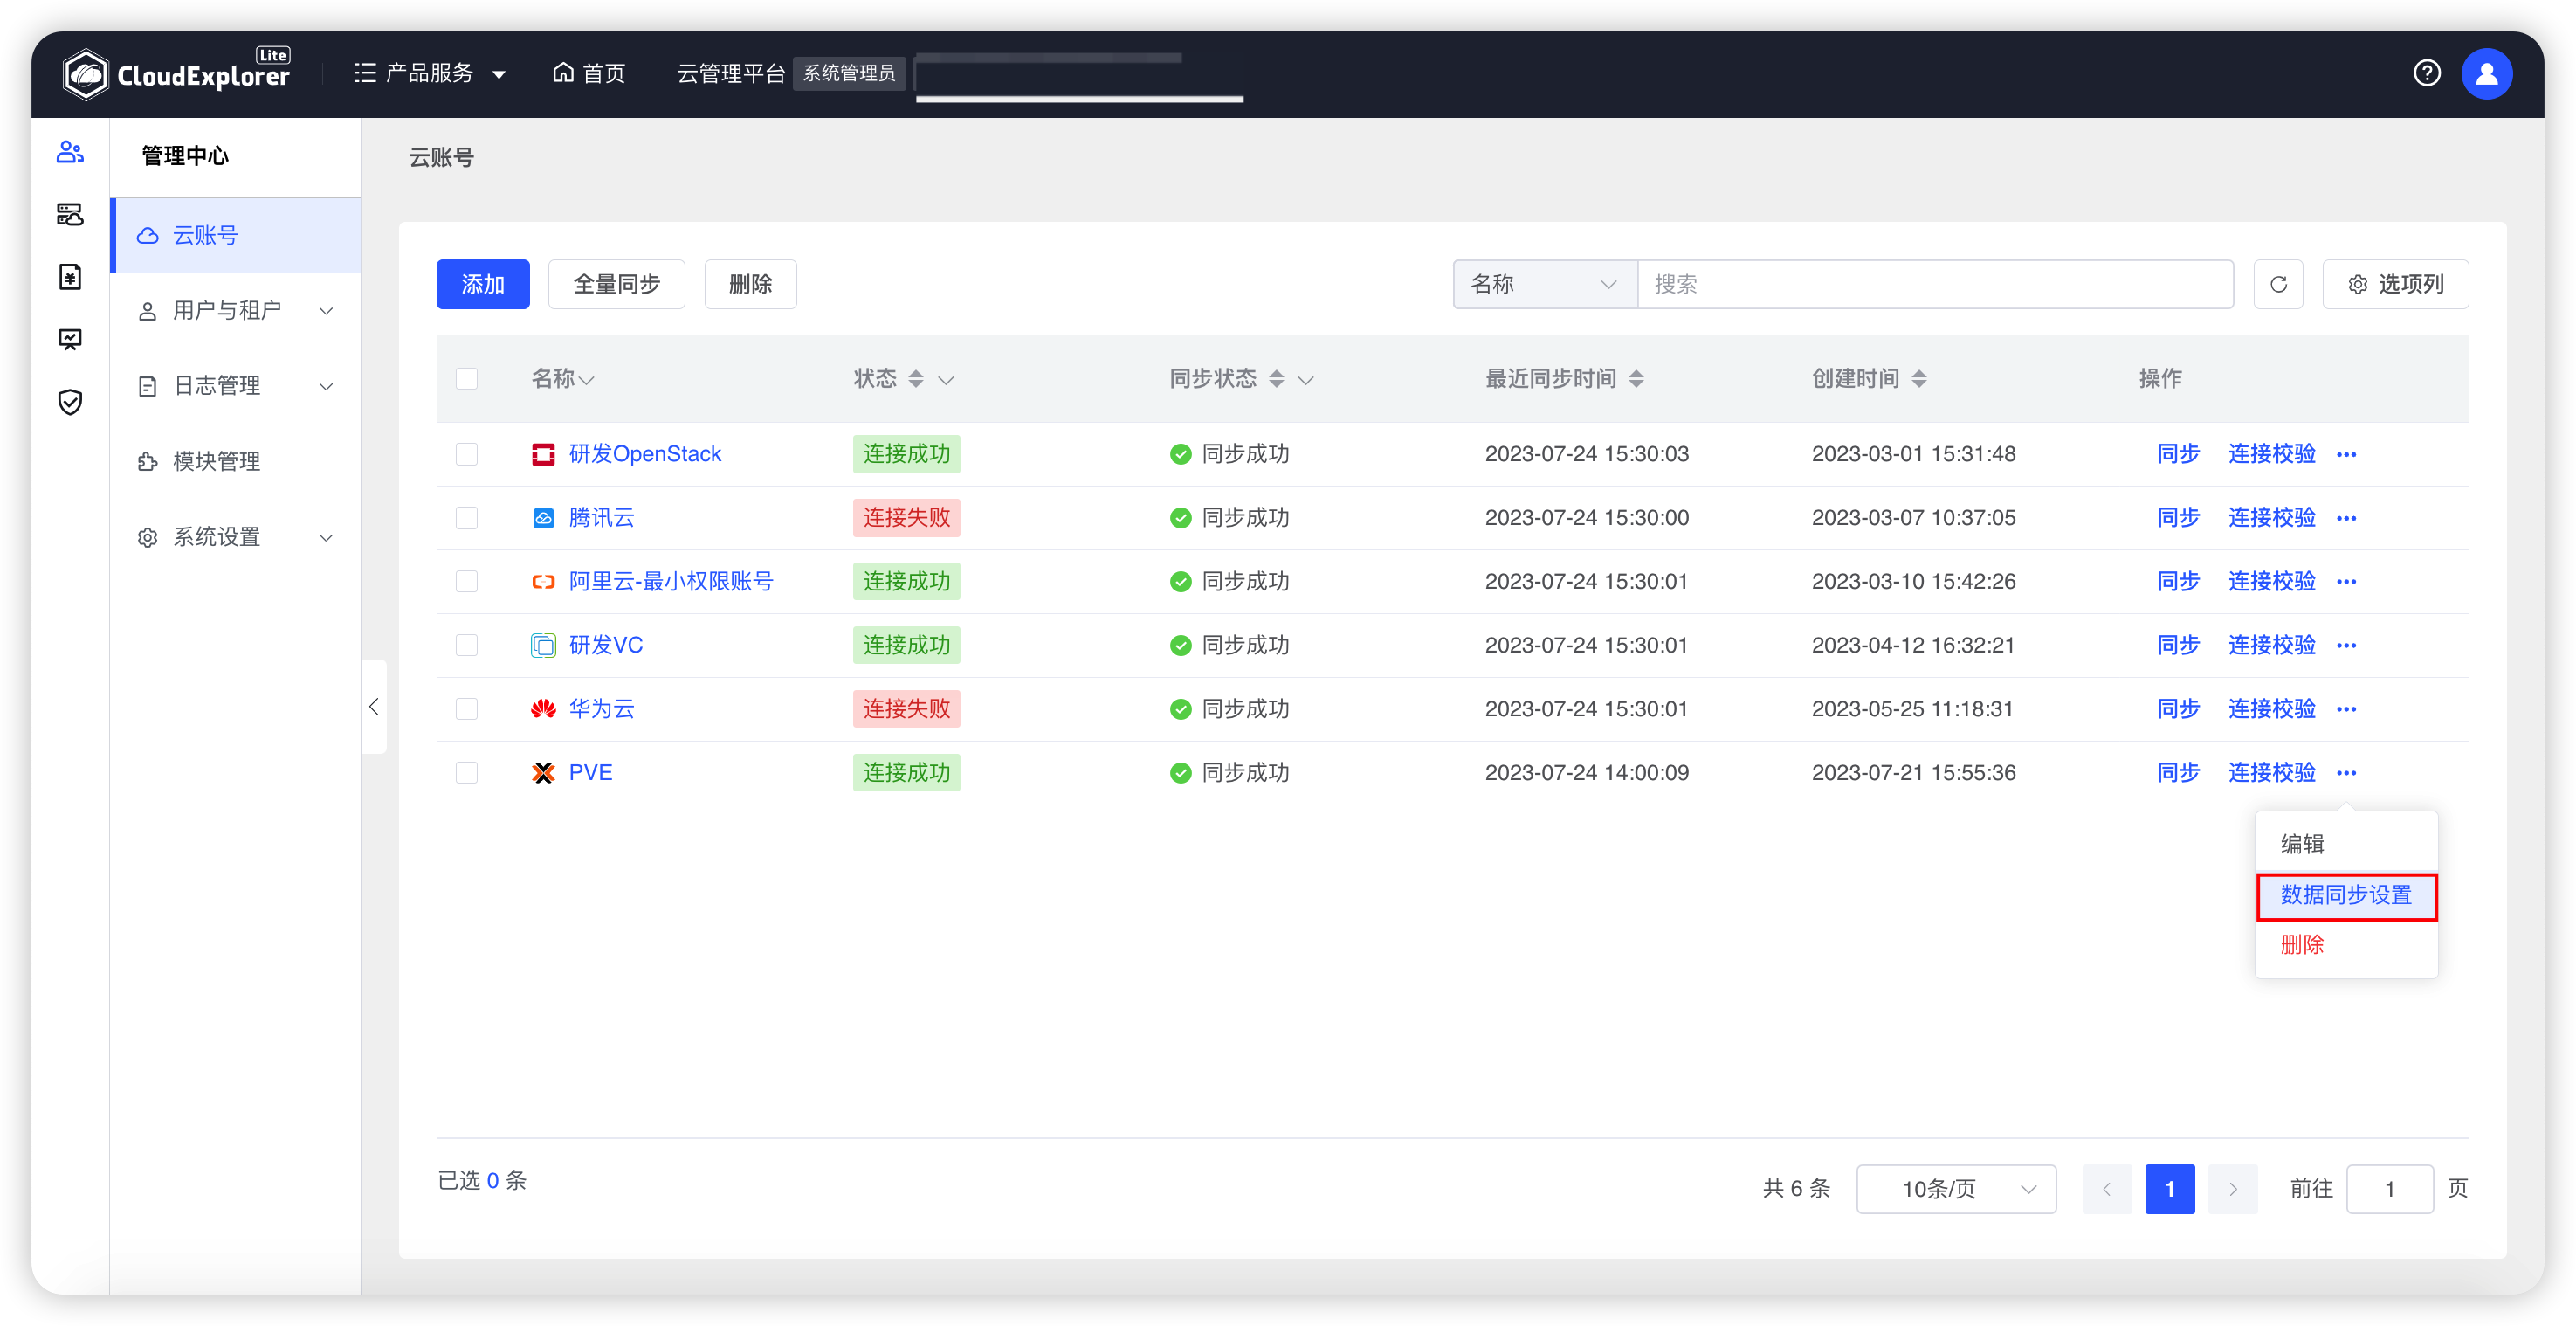 CloudExplorer Lite 产品服务 首页 云管理平台 系统管理员
管理中心
云账号
用户与租户
日志管理
模块管理
系统设置
云账号
添加 全量同步 删除 名称 搜索 选项列
名称 状态 同步状态 最近同步时间 创建时间 操作
研发OpenStack 连接成功 同步成功 2023-07-24 15:30:03 2023-03-01 15:31:48 同步 连接校验 •••
腾讯云 连接失败 同步成功 2023-07-24 15:30:00 2023-03-07 10:37:05 同步 连接校验 •••
阿里云-最小权限账号 连接成功 同步成功 2023-07-24 15:30:01 2023-03-10 15:42:26 同步 连接校验 •••
研发VC 连接成功 同步成功 2023-07-24 15:30:01 2023-04-12 16:32:21 同步 连接校验 •••
华为云 连接失败 同步成功 2023-07-24 15:30:01 2023-05-25 11:18:31 同步 连接校验 •••
PVE 连接成功 同步成功 2023-07-24 14:00:09 2023-07-21 15:55:36 同步 连接校验 •••
编辑
数据同步设置
删除
已选 0 条 共 6 条 10条/页 1 前往 1 页